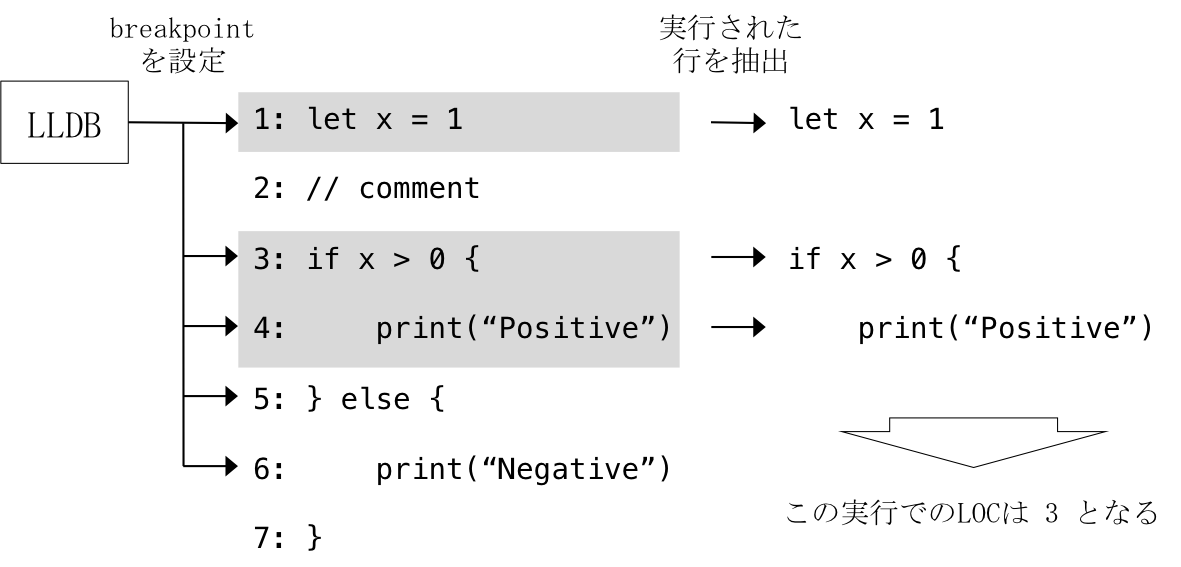 breakpoint
を設定
実行された
行を抽出
LLDB
1: let x = 1
2: // comment
3: if x > 0 {
4:     print(“Positive”)
5: } else {
6:     print(“Negative”)
7: }
let x = 1
if x > 0 {
    print(“Positive”)
この実行でのLOCは 3 となる